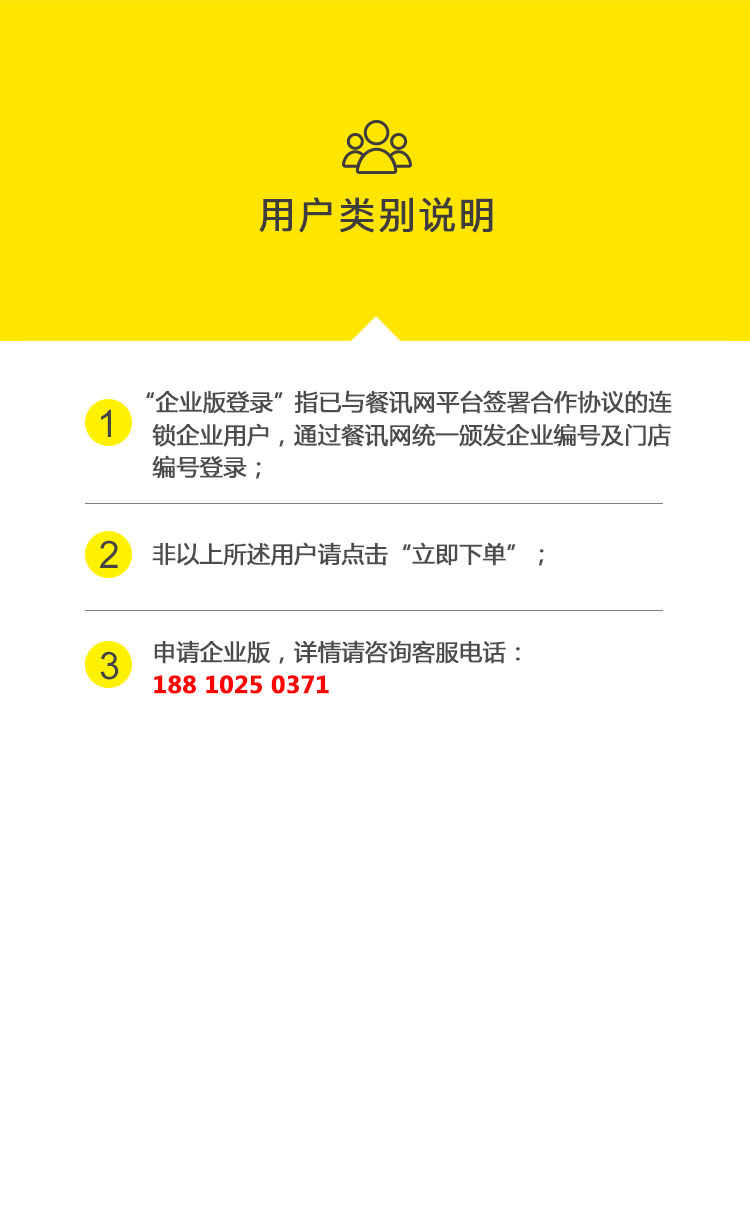 用户类别说明
1
“企业版登录”指已与餐讯网平台签署合作协议的连
锁企业用户，通过餐讯网统一颁发企业编号及门店
编号登录；
2
非以上所述用户请点击“立即下单”；
3
申请企业版，详情请咨询客服电话：
188 1025 0371